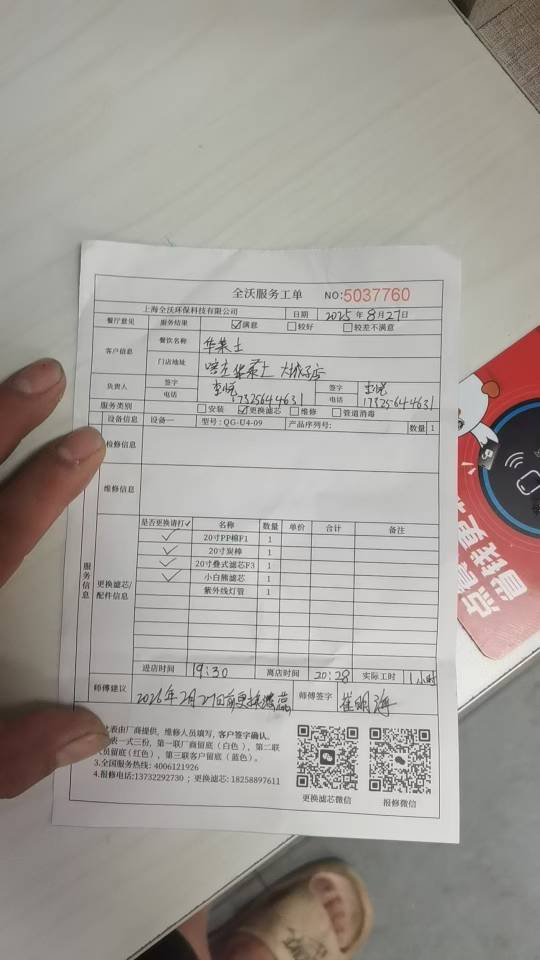 全沃服务工单 NO:5037760
上海全沃环保科技有限公司 日期 2025年8月27日
餐厅意见 服务结果 ☑满意 □较好 □较差不满意
客户信息 餐饮名称 华莱士
门店地址 华莱士
负责人 签字 签字
电话 17325644631 电话 17325644631
服务类别 □安装 ☑更换滤芯 □维修 □管道消毒
设备信息 设备一 型号:QG-U4-09 产品序列号: 数量 1
检修信息
维修信息
服务信息
更换滤芯/配件信息
是否更换请打✓ 名称 数量 单价 合计 备注
✓ 20寸PP棉F1 1
✓ 20寸炭棒 1
✓ 20寸叠式滤芯F3 1
✓ 小白熊滤芯 1
紫外线灯管 1
进店时间 19:30 离店时间 20:28 实际工时 1小时
师傅建议 2026年2月27日前更换滤芯 师傅签字 崔明海
表由厂商提供,维修人员填写,客户签字确认。
表一式三份,第一联厂商留底(白色),第二联
人员留底(红色),第三联客户留底(蓝色)。
3.全国服务热线:4006121926
4.报修电话:13732292730 ; 更换滤芯:18258897611
更换滤芯微信 报修微信